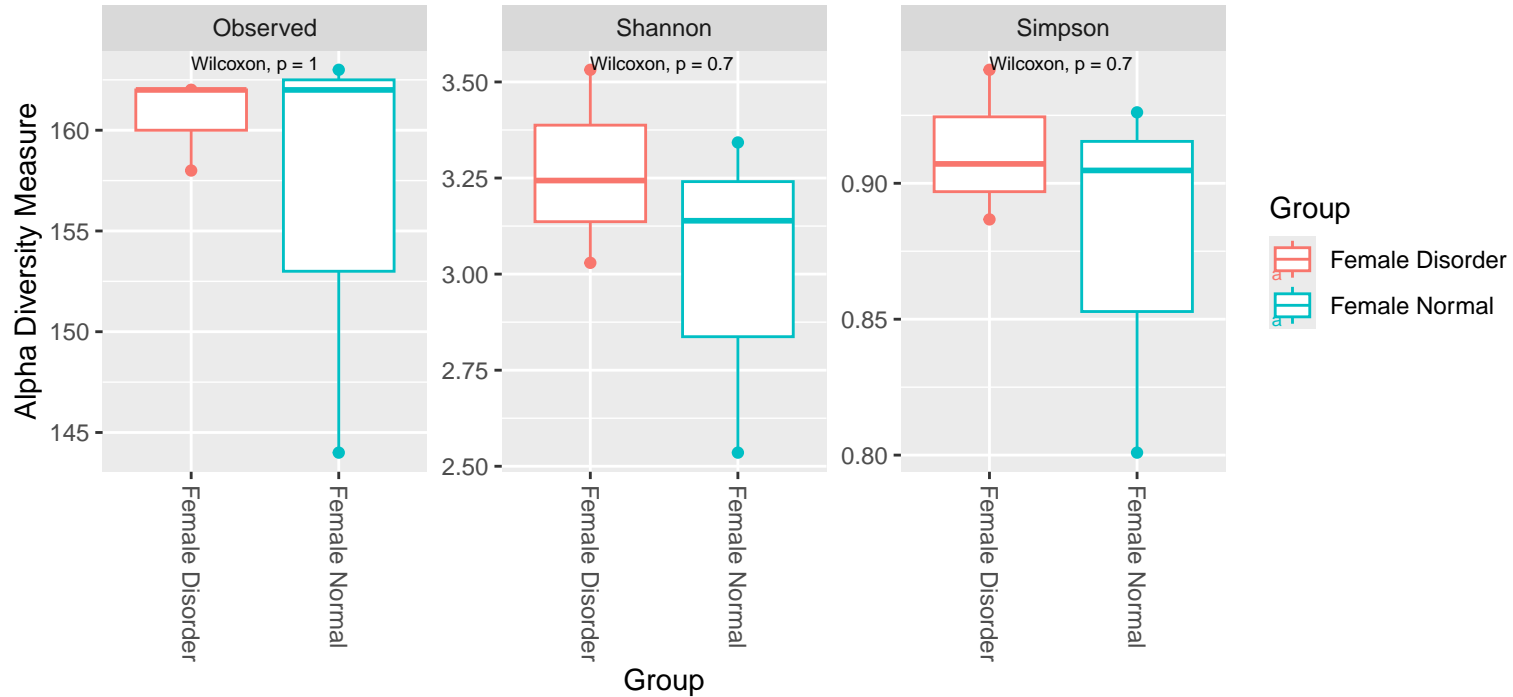 Observed
Shannon
Simpson
Wilcoxon, p = 1
Wilcoxon, p = 0.7
Wilcoxon, p = 0.7
Alpha Diversity Measure
160
155
150
145
3.50
3.25
3.00
2.75
2.50
0.90
0.85
0.80
Female Disorder
Female Normal
Female Disorder
Female Normal
Female Disorder
Female Normal
Group
Group
a
Female Disorder
a
Female Normal